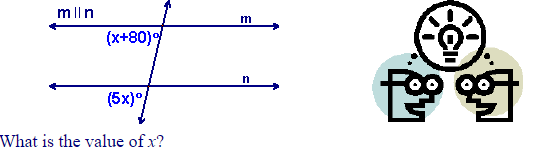 m || n
m
(x+80)°
n
(5x)°
What is the value of x?